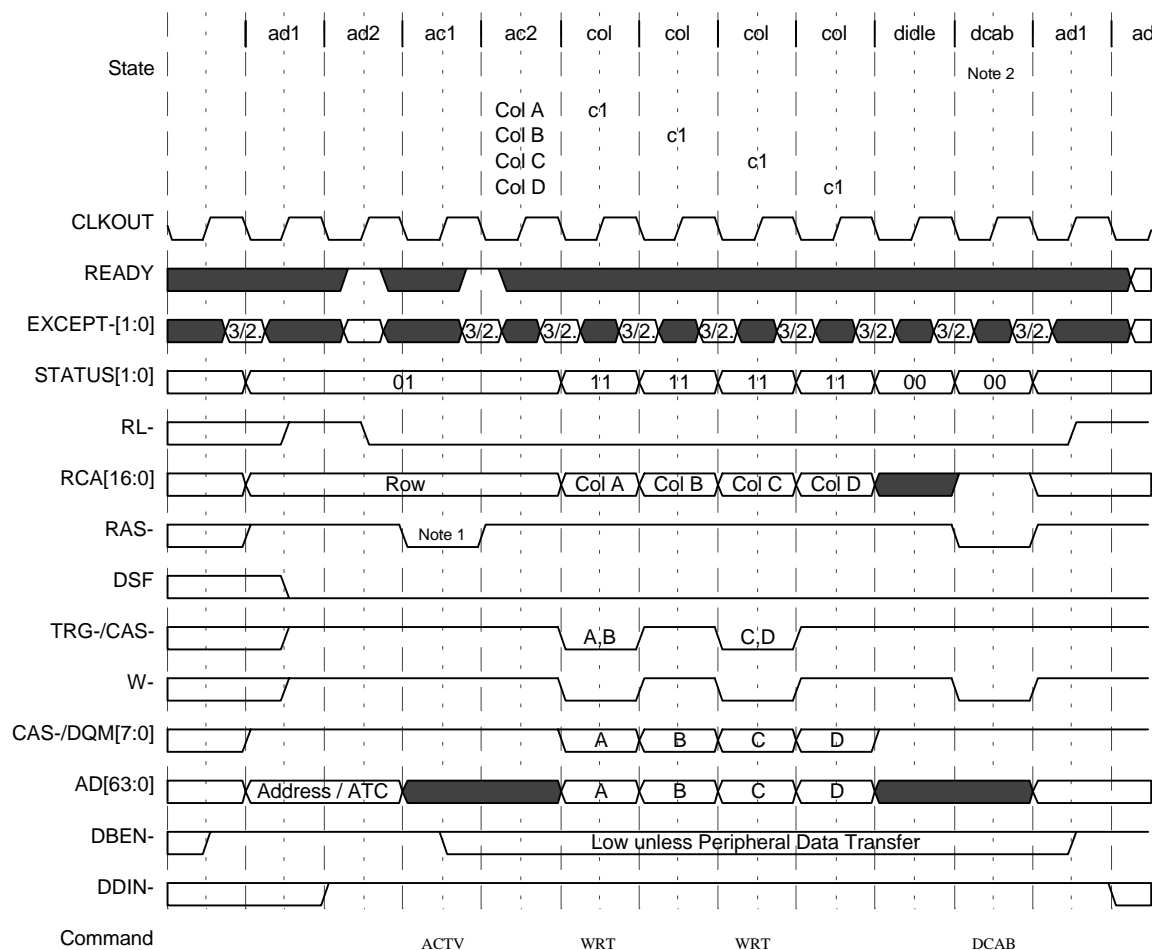 ad1 ad2 ac1 ac2 col col col col didle dcab ad1 ad
State Note 2
Col A c1
Col B c1
Col C c1
Col D c1
CLKOUT
READY
EXCEPT-[1:0] 3/2. 3/2. 3/2. 3/2. 3/2. 3/2. 3/2. 3/2. 3/2.
STATUS[1:0] 01 11 11 11 11 00 00
RL-
RCA[16:0] Row Col A Col B Col C Col D
RAS- Note 1
DSF
TRG-/CAS- A,B C,D
W-
CAS-/DQM[7:0] A B C D
AD[63:0] Address / ATC A B C D
DBEN- Low unless Peripheral Data Transfer
DDIN-
Command ACTV WRT WRT DCAB